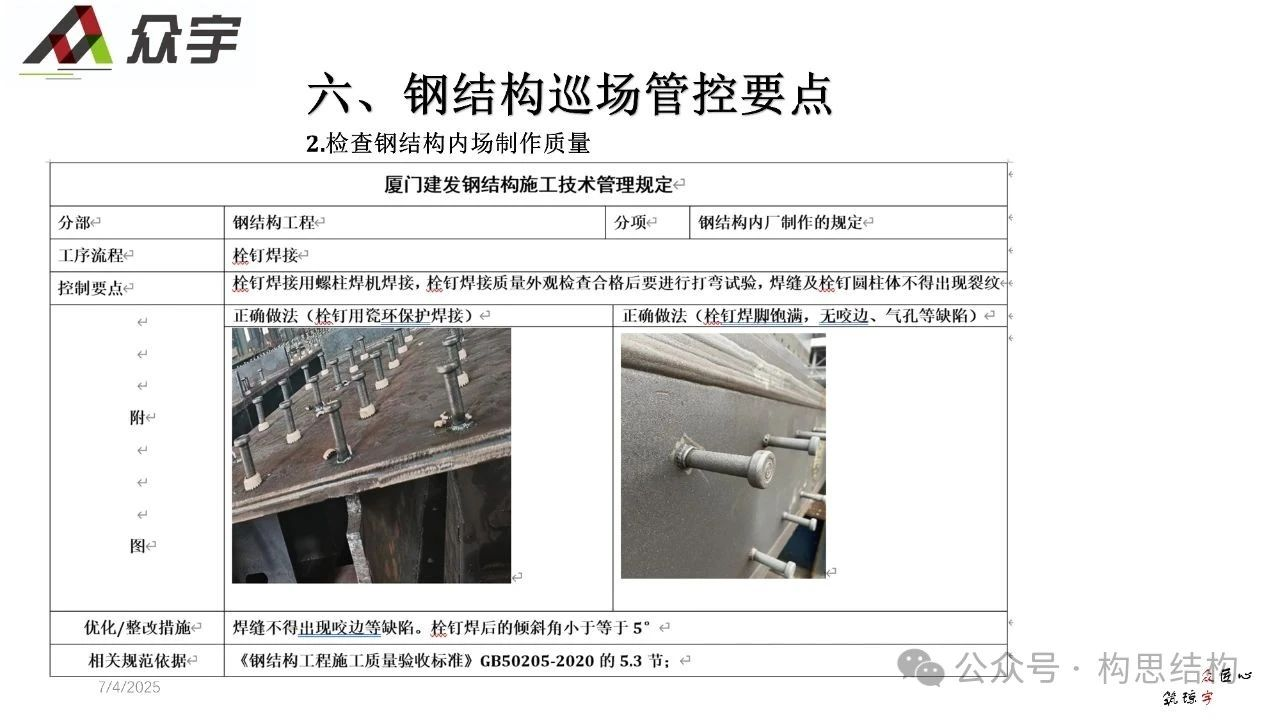 众宇
六、钢结构巡场管控要点
2.检查钢结构内场制作质量
厦门建发钢结构施工技术管理规定
分部 钢结构工程 分项 钢结构内厂制作的规定
工序流程 栓钉焊接
控制要点 栓钉焊接用螺柱焊机焊接，栓钉焊接质量外观检查合格后要进行打弯试验，焊缝及栓钉圆柱体不得出现裂纹
正确做法（栓钉用瓷环保护焊接） 正确做法（栓钉焊脚饱满，无咬边、气孔等缺陷）
附
图
优化/整改措施 焊缝不得出现咬边等缺陷。栓钉焊后的倾斜角小于等于 5°
相关规范依据 《钢结构工程施工质量验收标准》GB50205-2020 的 5.3 节；
7/4/2025
公众号 · 构思结构
众匠心
筑琼宇